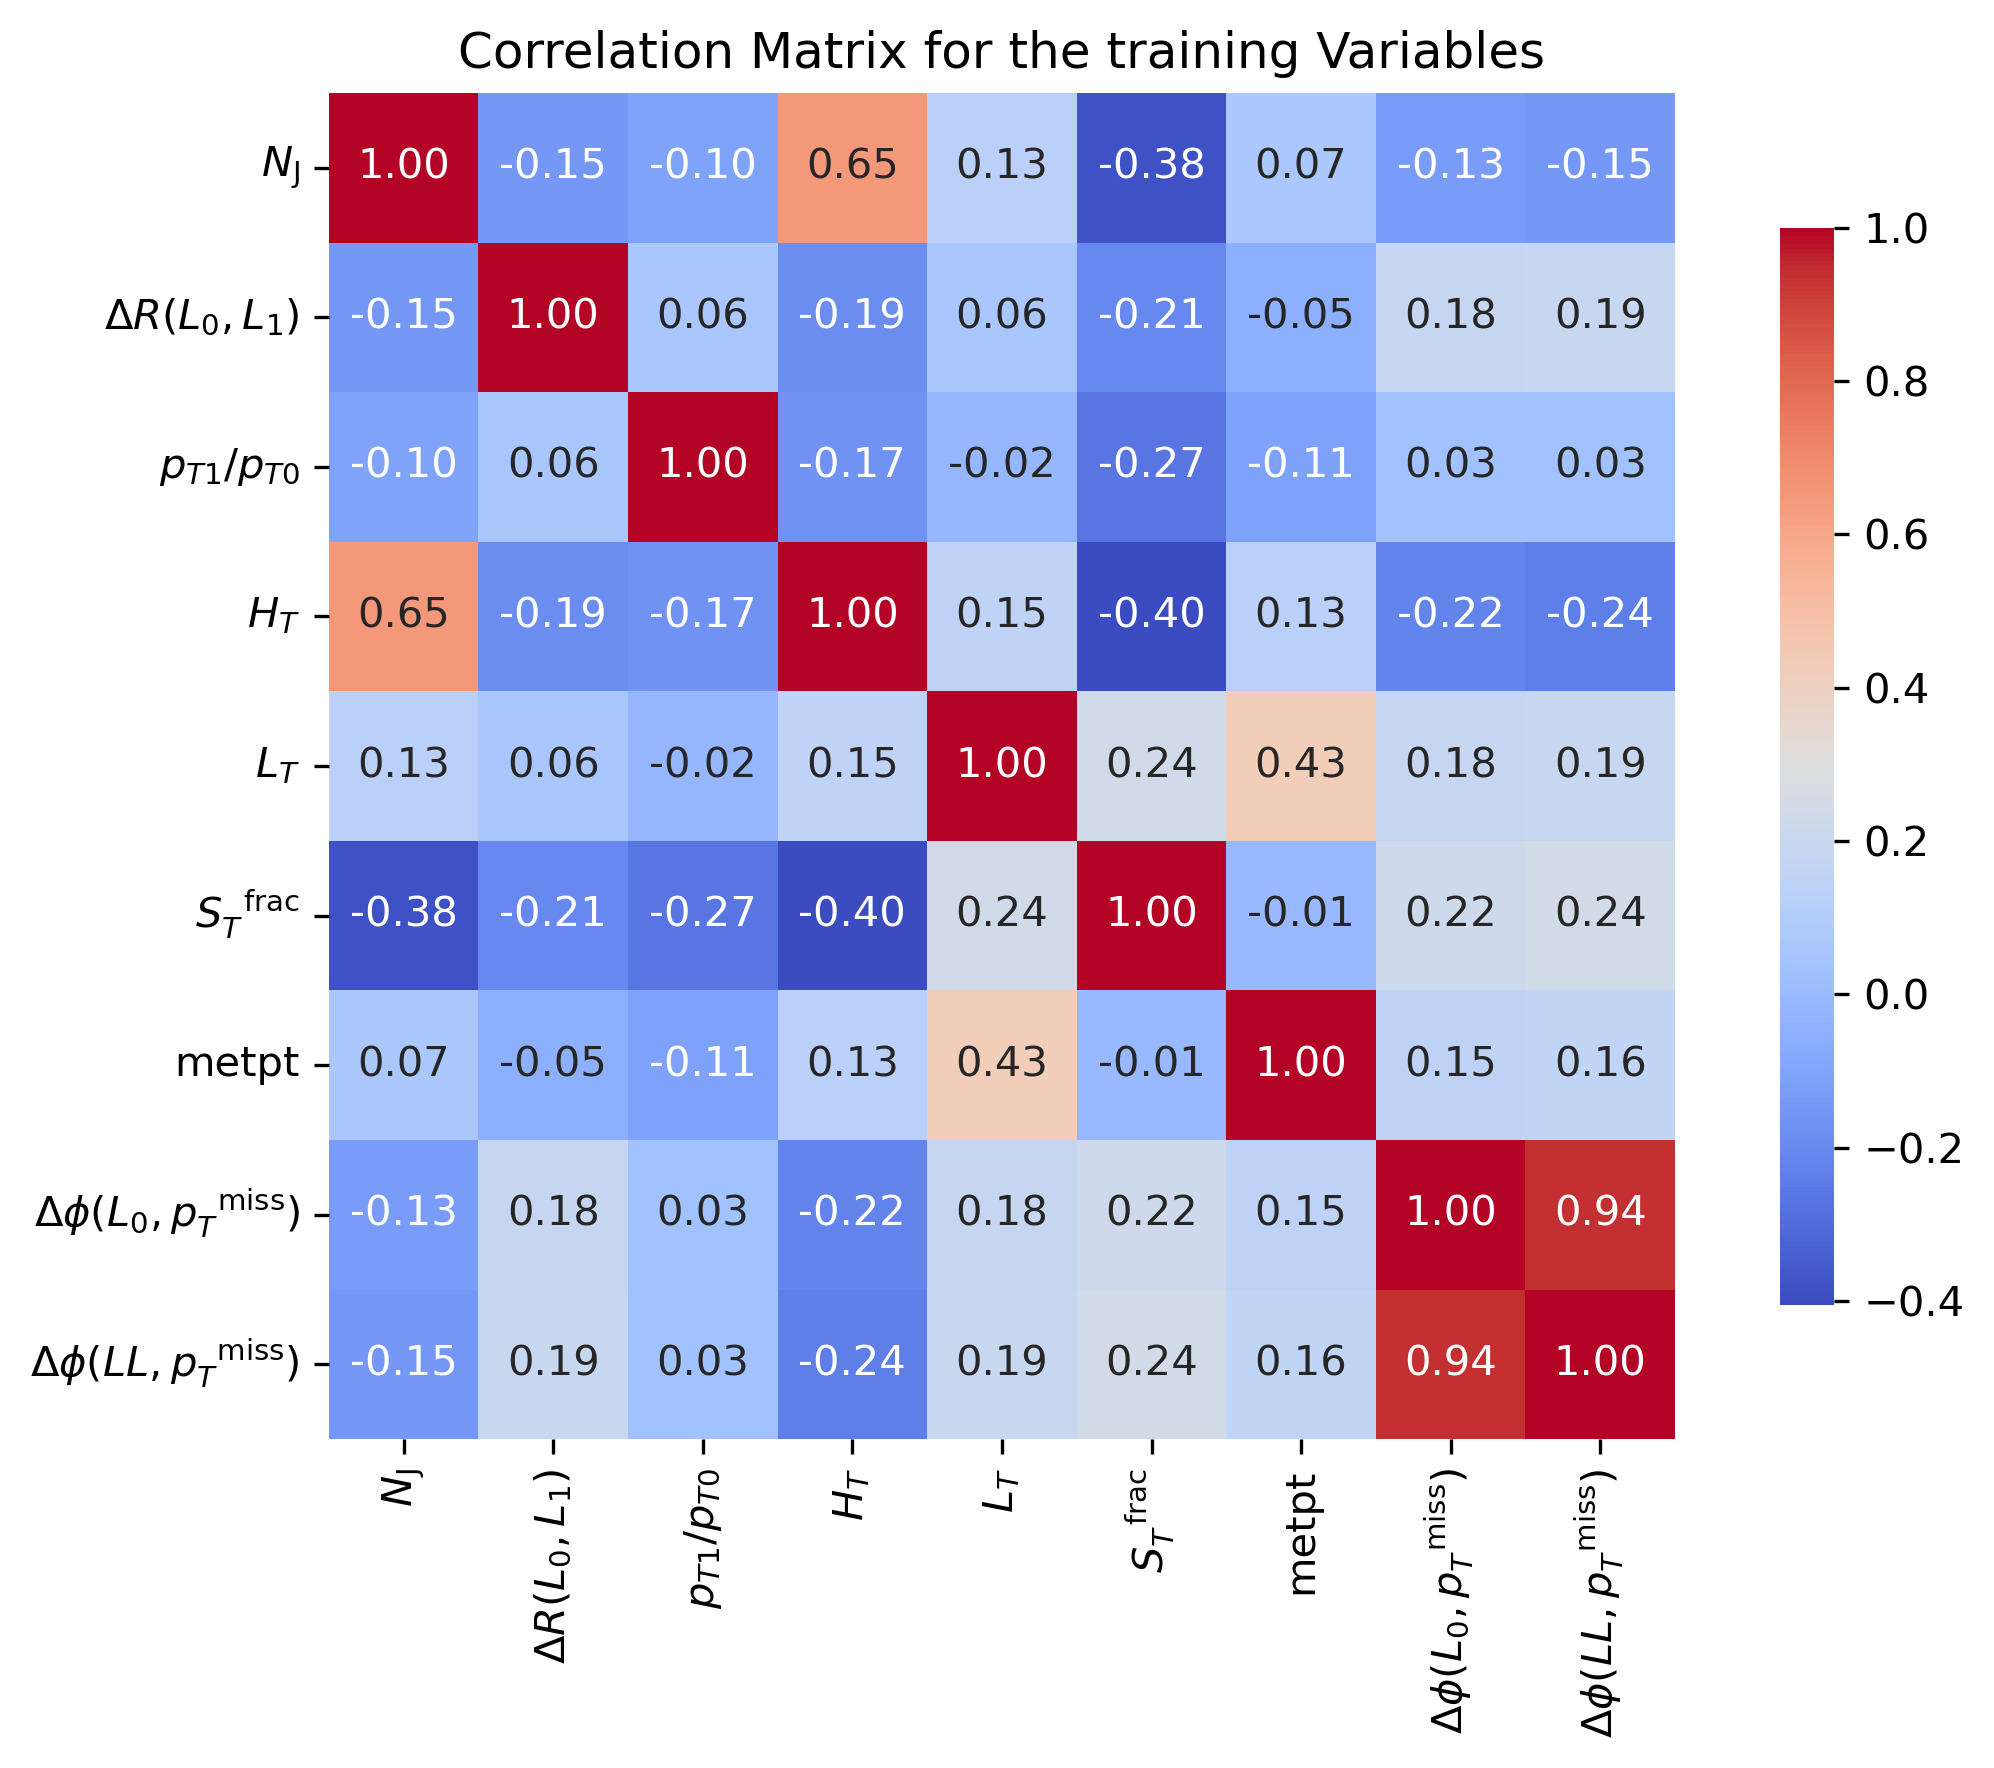 Correlation Matrix for the training Variables
N_J 1.00 -0.15 -0.10 0.65 0.13 -0.38 0.07 -0.13 -0.15
ΔR(L_0, L_1) -0.15 1.00 0.06 -0.19 0.06 -0.21 -0.05 0.18 0.19
p_{T1}/p_{T0} -0.10 0.06 1.00 -0.17 -0.02 -0.27 -0.11 0.03 0.03
H_T 0.65 -0.19 -0.17 1.00 0.15 -0.40 0.13 -0.22 -0.24
L_T 0.13 0.06 -0.02 0.15 1.00 0.24 0.43 0.18 0.19
S_T^{frac} -0.38 -0.21 -0.27 -0.40 0.24 1.00 -0.01 0.22 0.24
metpt 0.07 -0.05 -0.11 0.13 0.43 -0.01 1.00 0.15 0.16
Δϕ(L_0, p_T^{miss}) -0.13 0.18 0.03 -0.22 0.18 0.22 0.15 1.00 0.94
Δϕ(LL, p_T^{miss}) -0.15 0.19 0.03 -0.24 0.19 0.24 0.16 0.94 1.00
N_J
ΔR(L_0, L_1)
p_{T1}/p_{T0}
H_T
L_T
S_T^{frac}
metpt
Δϕ(L_0, p_T^{miss})
Δϕ(LL, p_T^{miss})
1.0
0.8
0.6
0.4
0.2
0.0
−0.2
−0.4